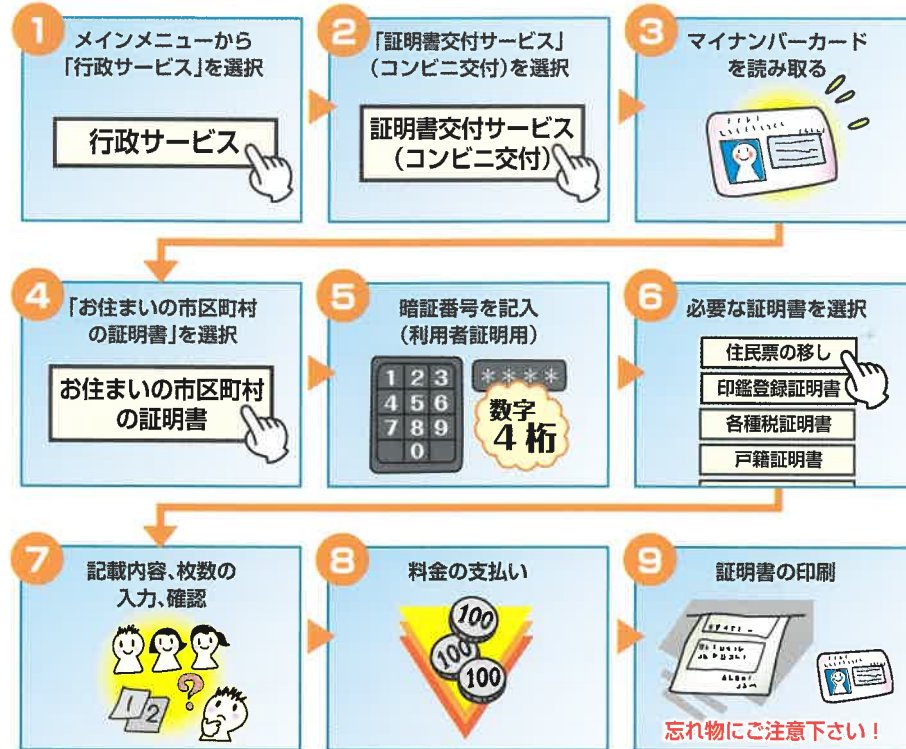 1
メインメニューから
「行政サービス」を選択
行政サービス
2
「証明書交付サービス」
(コンビニ交付)を選択
証明書交付サービス
(コンビニ交付)
3
マイナンバーカード
を読み取る
4
「お住まいの市区町村
の証明書」を選択
お住まいの市区町村
の証明書
5
暗証番号を記入
(利用者証明用)
1 2 3
4 5 6
7 8 9
0
＊＊＊＊
数字
4桁
6
必要な証明書を選択
住民票の移し
印鑑登録証明書
各種税証明書
戸籍証明書
7
記載内容、枚数の
入力、確認
1
2
?
8
料金の支払い
100
100
100
9
証明書の印刷
忘れ物にご注意下さい！